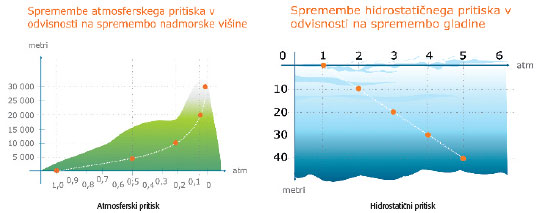 Spremembe atmosferskega pritiska v
odvisnosti na spremembo nadmorske višine
metri
30 000
25 000
20 000
15 000
10 000
5 000
1,0 0,9 0,8 0,7 0,6 0,5 0,4 0,3 0,2 0,1 0
atm
Atmosferski pritisk
Spremembe hidrostatičnega pritiska v
odvisnosti na spremembo gladine
0 1 2 3 4 5 6
atm
10
20
30
40
metri
Hidrostatični pritisk